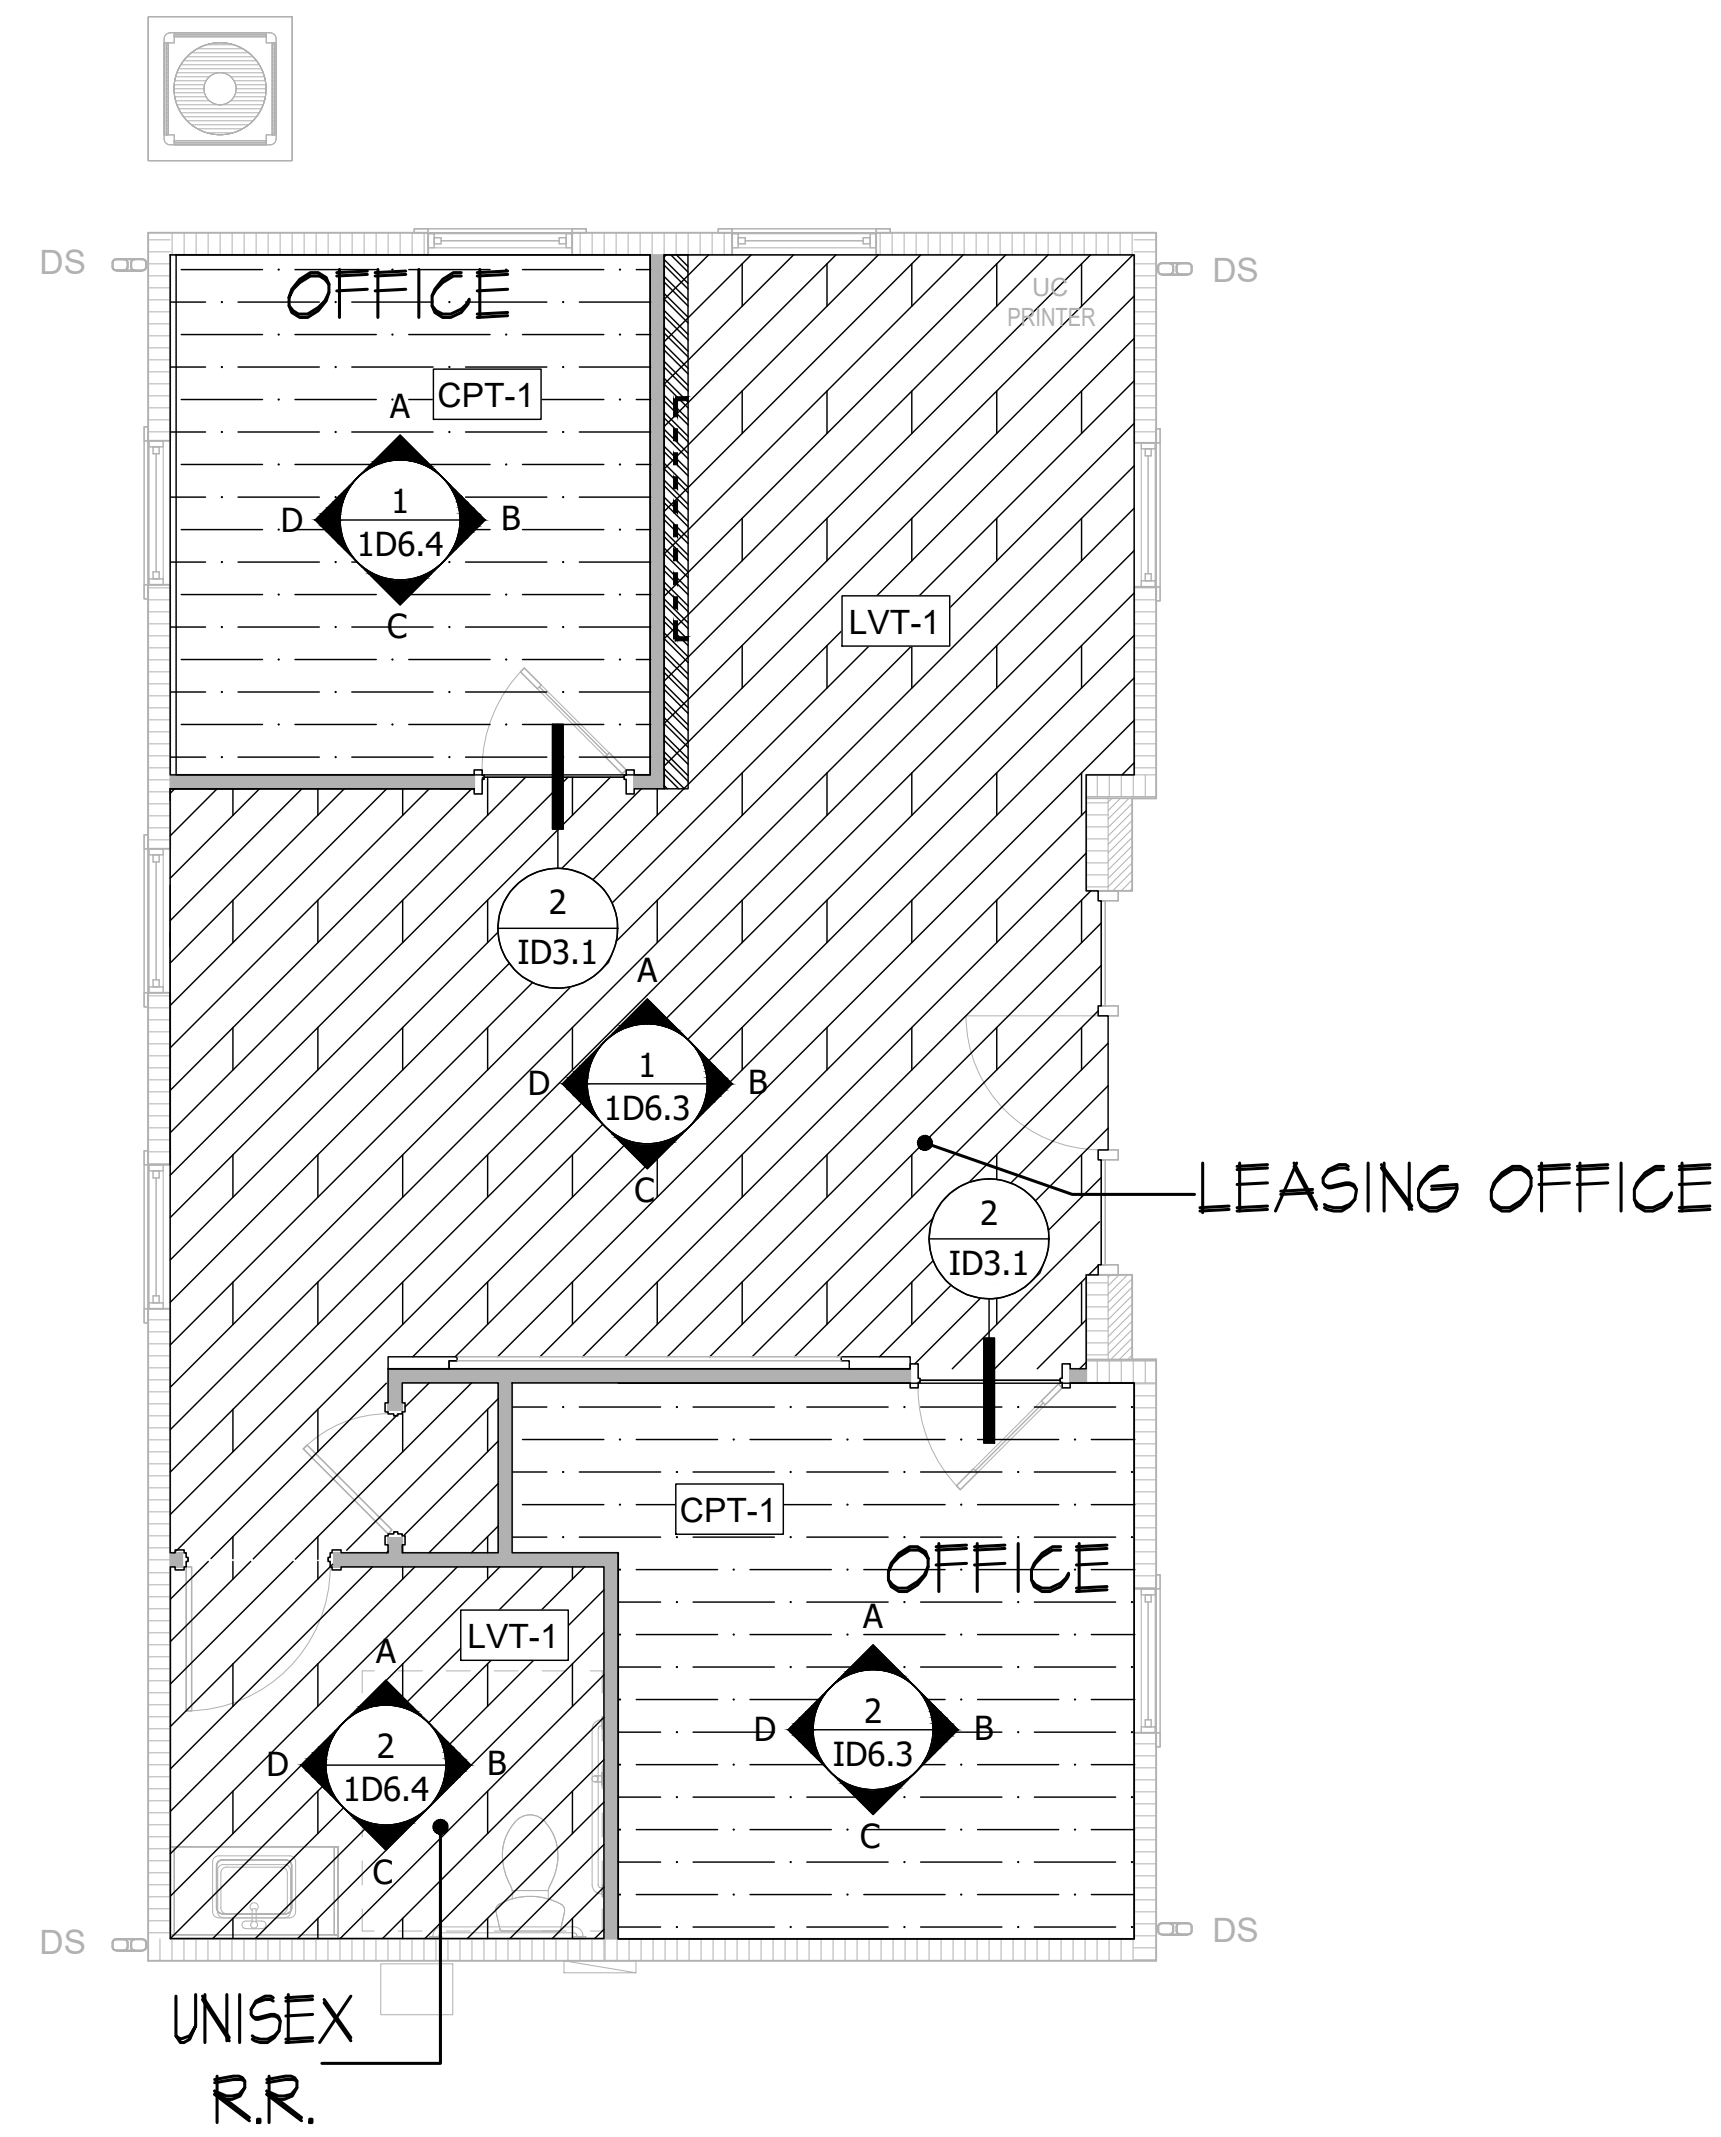 DS
DS
OFFICE
UC
PRINTER
CPT-1
A
1
1D6.4
D
B
C
LVT-1
2
ID3.1
A
1
1D6.3
D
B
C
LEASING OFFICE
2
ID3.1
CPT-1
OFFICE
A
2
ID6.3
D
B
C
LVT-1
A
2
1D6.4
D
B
C
DS
DS
UNISEX
R.R.